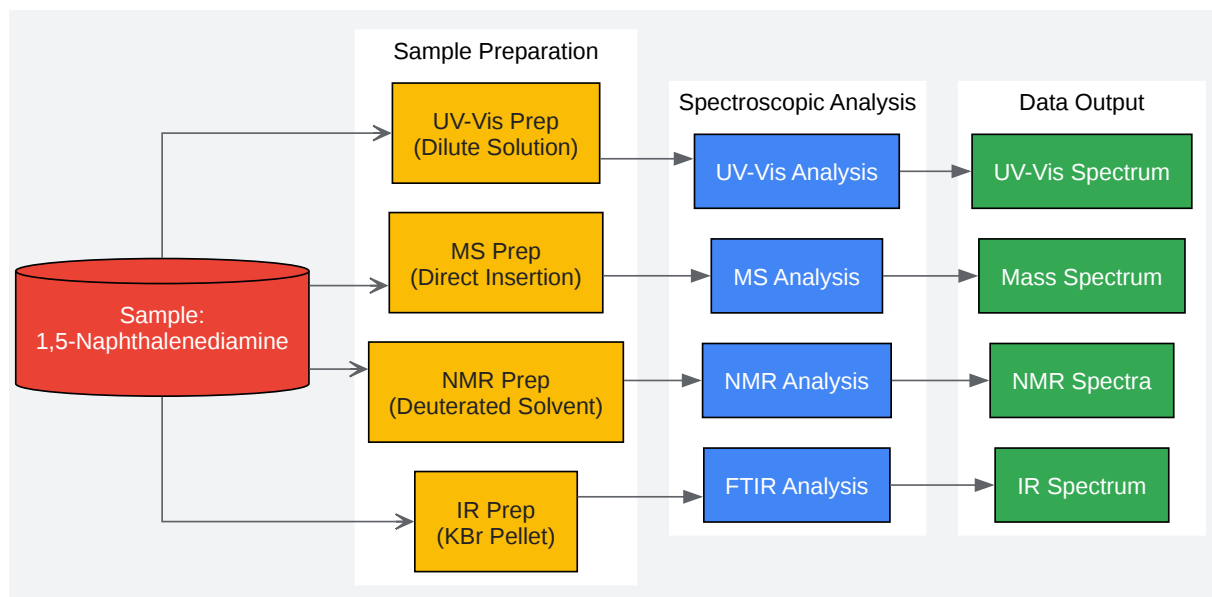 Sample Preparation
UV-Vis Prep
(Dilute Solution)
MS Prep
(Direct Insertion)
NMR Prep
(Deuterated Solvent)
IR Prep
(KBr Pellet)
Sample:
1,5-Naphthalenediamine
Spectroscopic Analysis
UV-Vis Analysis
MS Analysis
NMR Analysis
FTIR Analysis
Data Output
UV-Vis Spectrum
Mass Spectrum
NMR Spectra
IR Spectrum